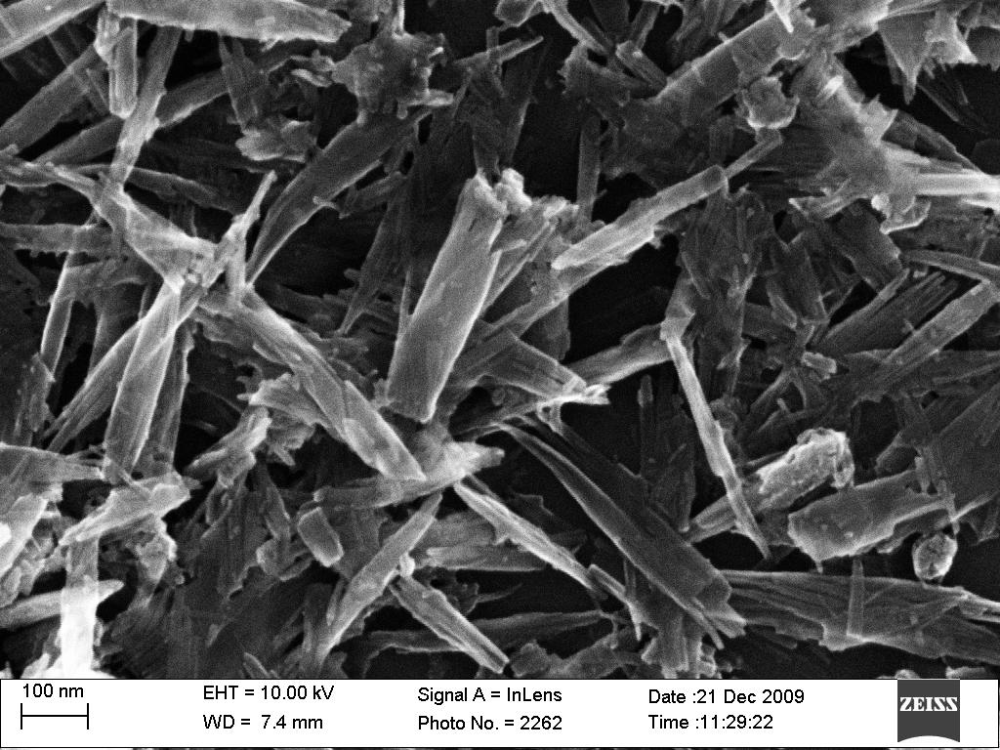 100 nm
EHT = 10.00 kV
WD = 7.4 mm
Signal A = InLens
Photo No. = 2262
Date :21 Dec 2009
Time :11:29:22
ZEISS